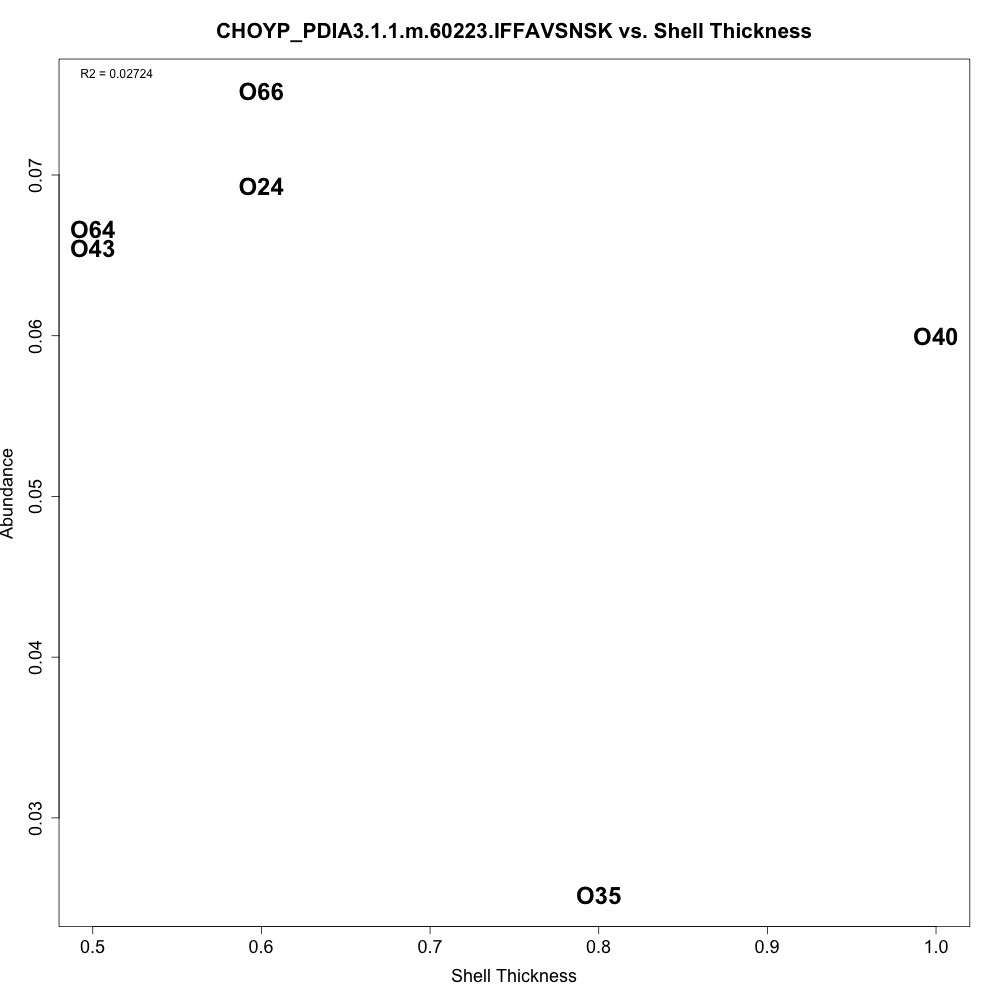 CHOYP_PDIA3.1.1.m.60223.IFFAVSNSK vs. Shell Thickness
R2 = 0.02724
O66
O24
O64
O43
O40
O35
0.07
0.06
0.05
0.04
0.03
Abundance
0.5 0.6 0.7 0.8 0.9 1.0
Shell Thickness